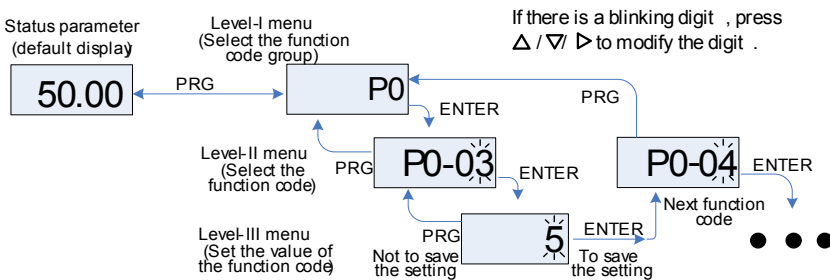 Status parameter
(default display)
50.00
PRG
Level-I menu
(Select the function
code group)
P0
ENTER
If there is a blinking digit , press
△ / ▽/ ▷ to modify the digit .
PRG
Level-II menu
(Select the
function code)
PRG
P0-03
ENTER
P0-04
ENTER
Next function
code
Level-III menu
(Set the value of
the function code)
PRG
Not to save
the setting
5
ENTER
To save
the setting
● ● ●